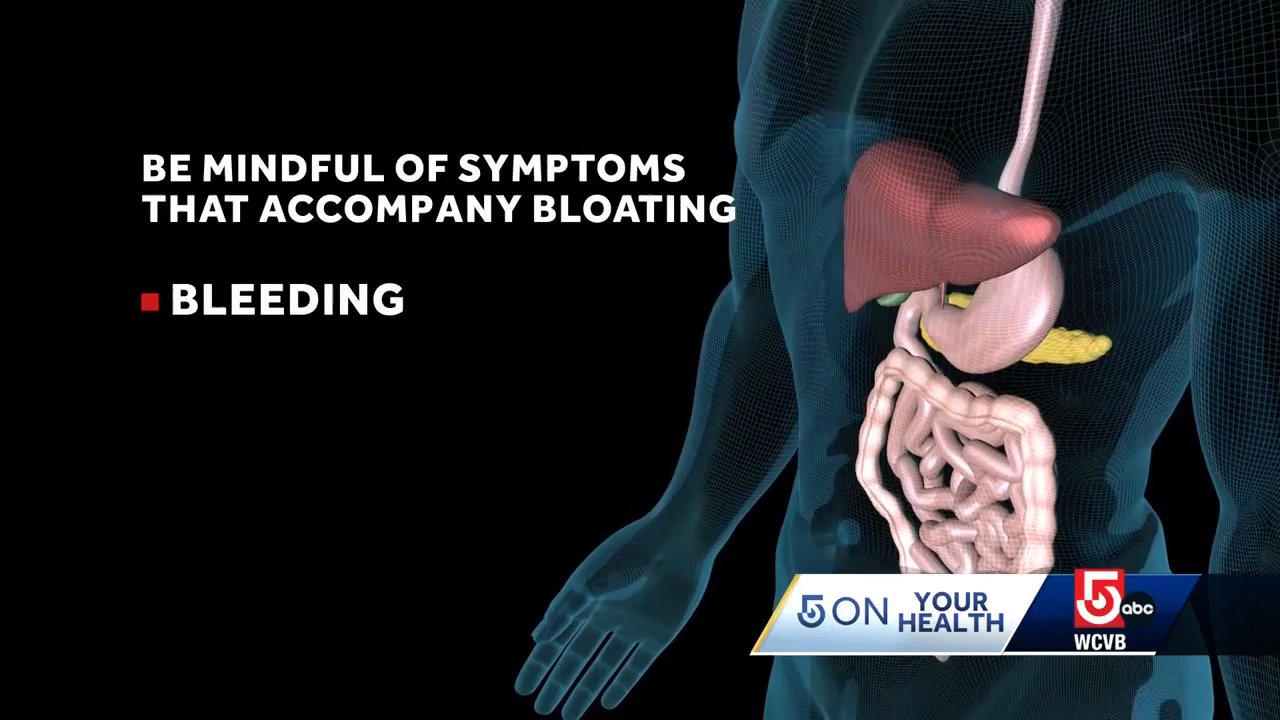 BE MINDFUL OF SYMPTOMS
THAT ACCOMPANY BLOATING
BLEEDING
5 ON YOUR
HEALTH
5 abc
WCVB